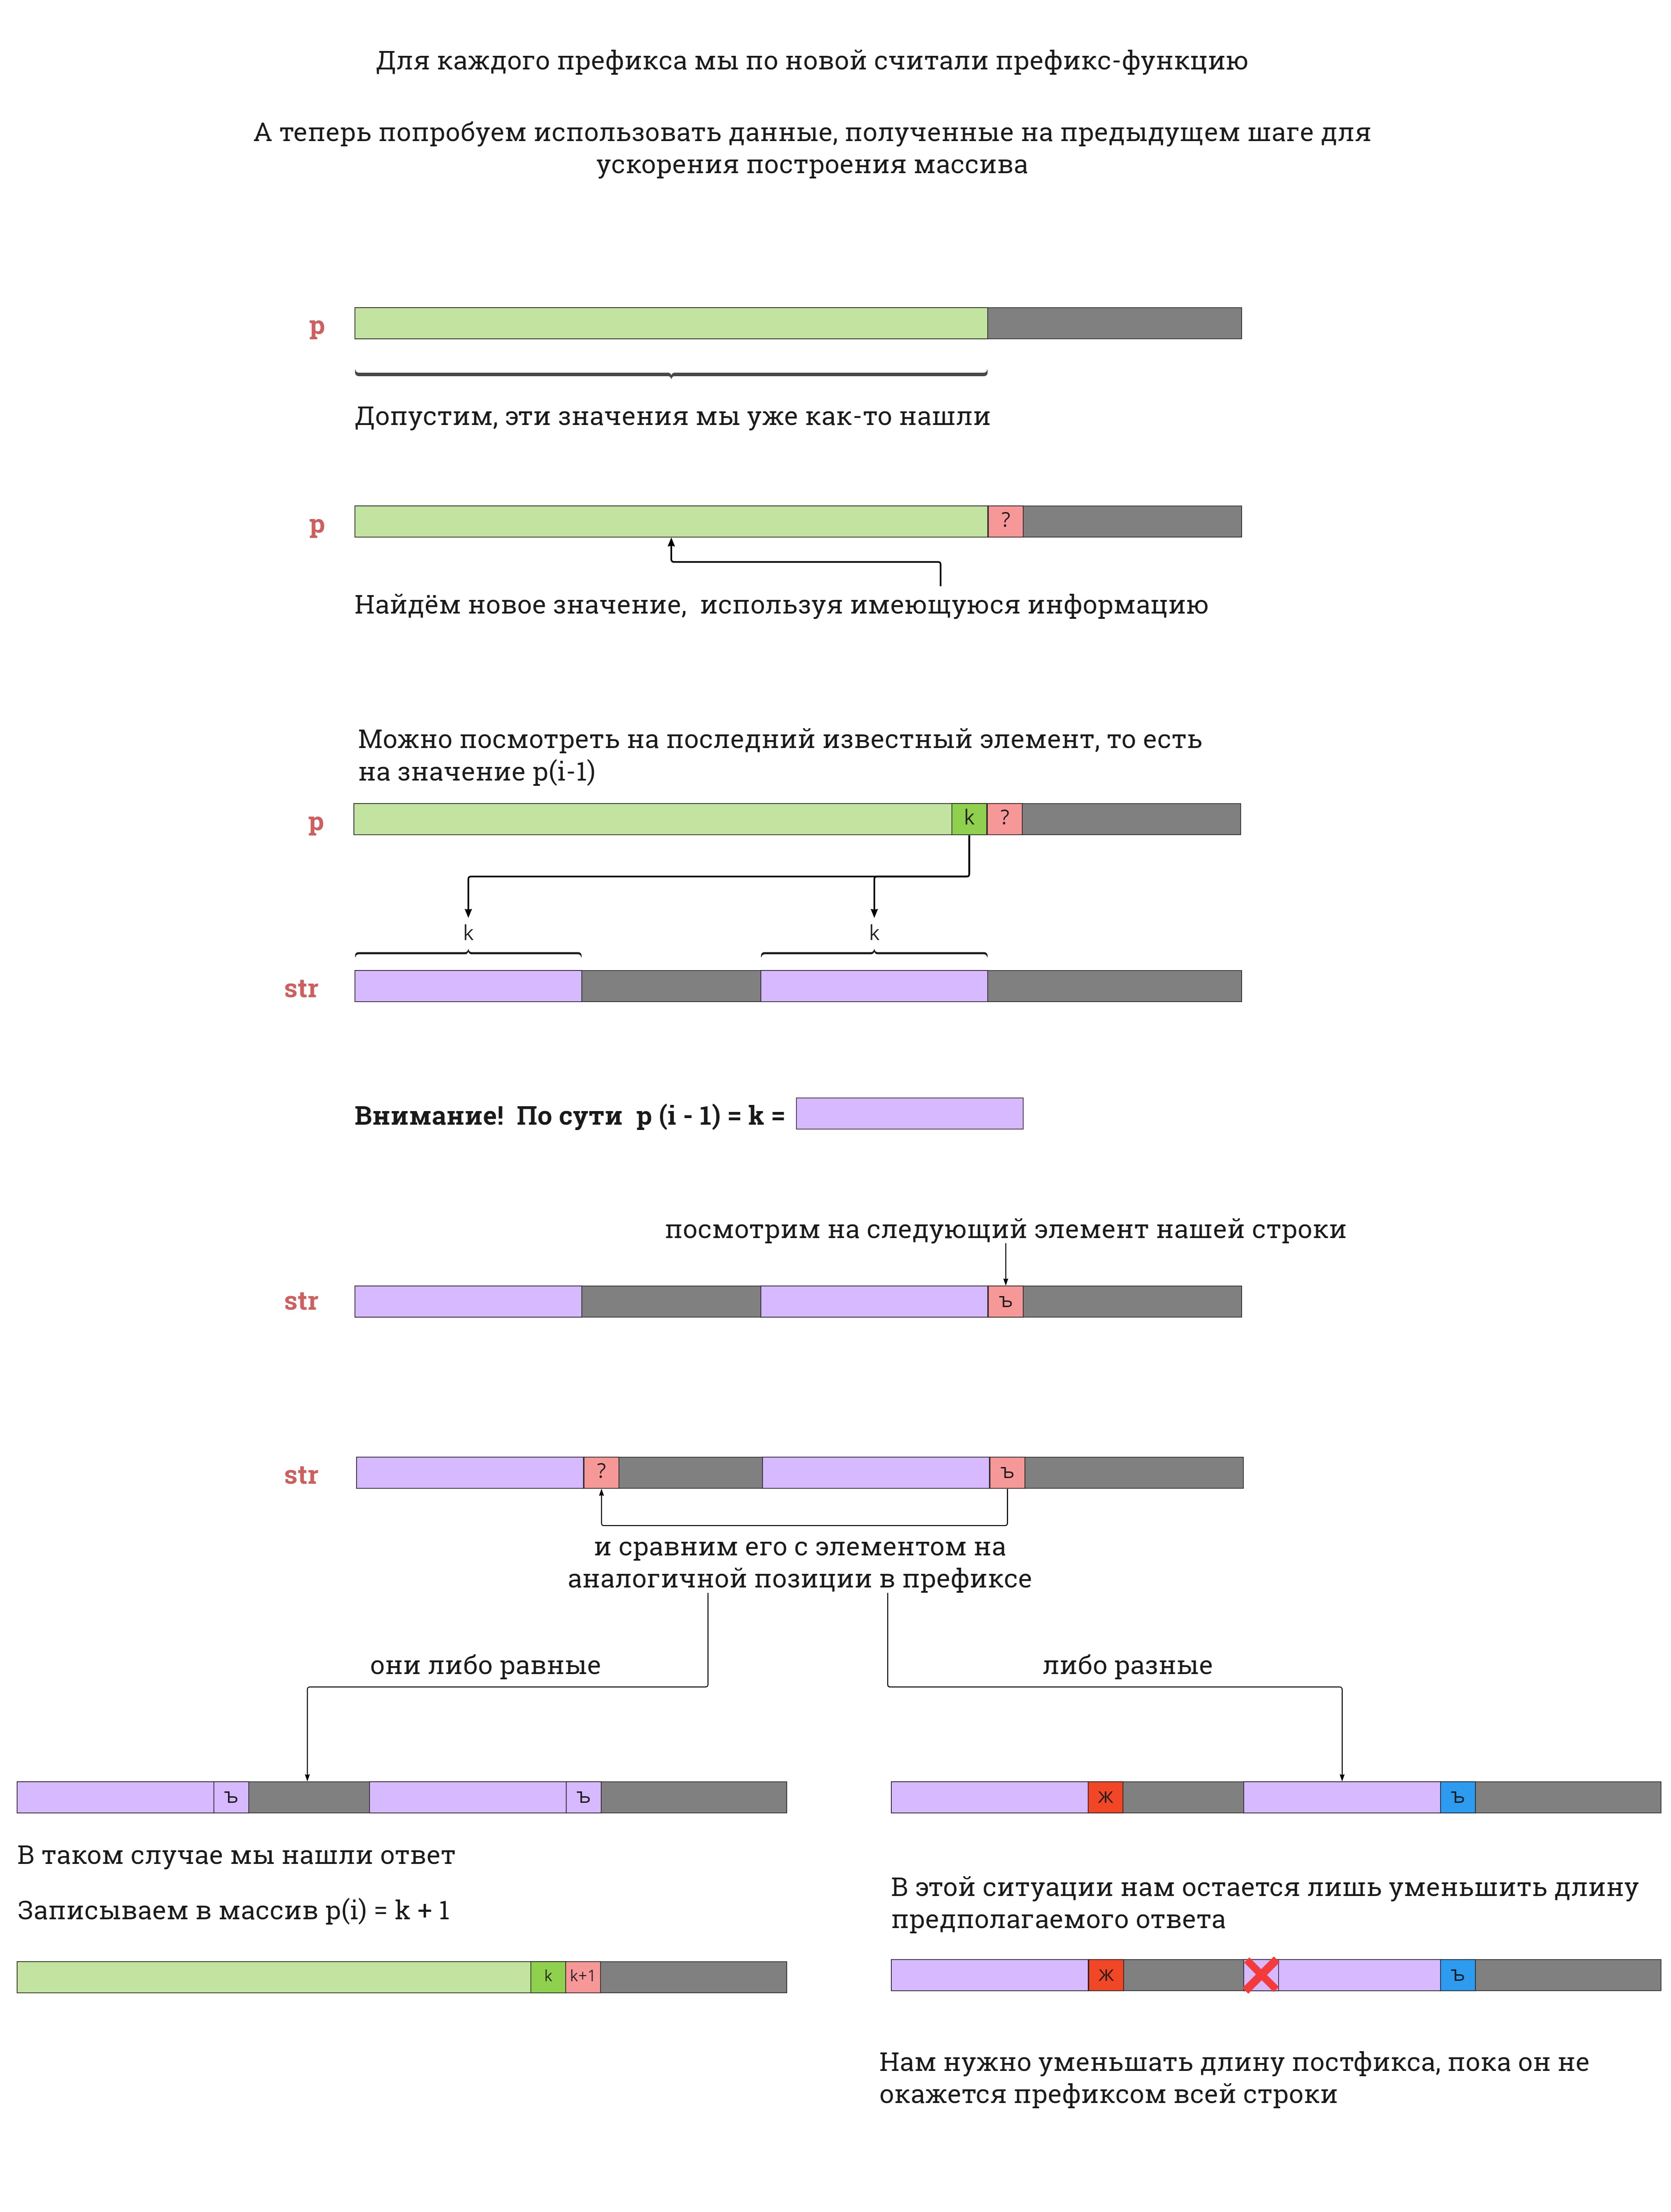 Для каждого префикса мы по новой считали префикс-функцию
А теперь попробуем использовать данные, полученные на предыдущем шаге для
ускорения построения массива
p
Допустим, эти значения мы уже как-то нашли
p
?
Найдём новое значение, используя имеющуюся информацию
Можно посмотреть на последний известный элемент, то есть
на значение p(i-1)
p
k ?
k k
str
Внимание! По сути p (i - 1) = k =
посмотрим на следующий элемент нашей строки
str
ъ
str
? ъ
и сравним его с элементом на
аналогичной позиции в префиксе
они либо равные
либо разные
ъ ъ
В таком случае мы нашли ответ
Записываем в массив p(i) = k + 1
k k+1
ж ъ
В этой ситуации нам остается лишь уменьшить длину
предполагаемого ответа
ж ъ
Нам нужно уменьшать длину постфикса, пока он не
окажется префиксом всей строки